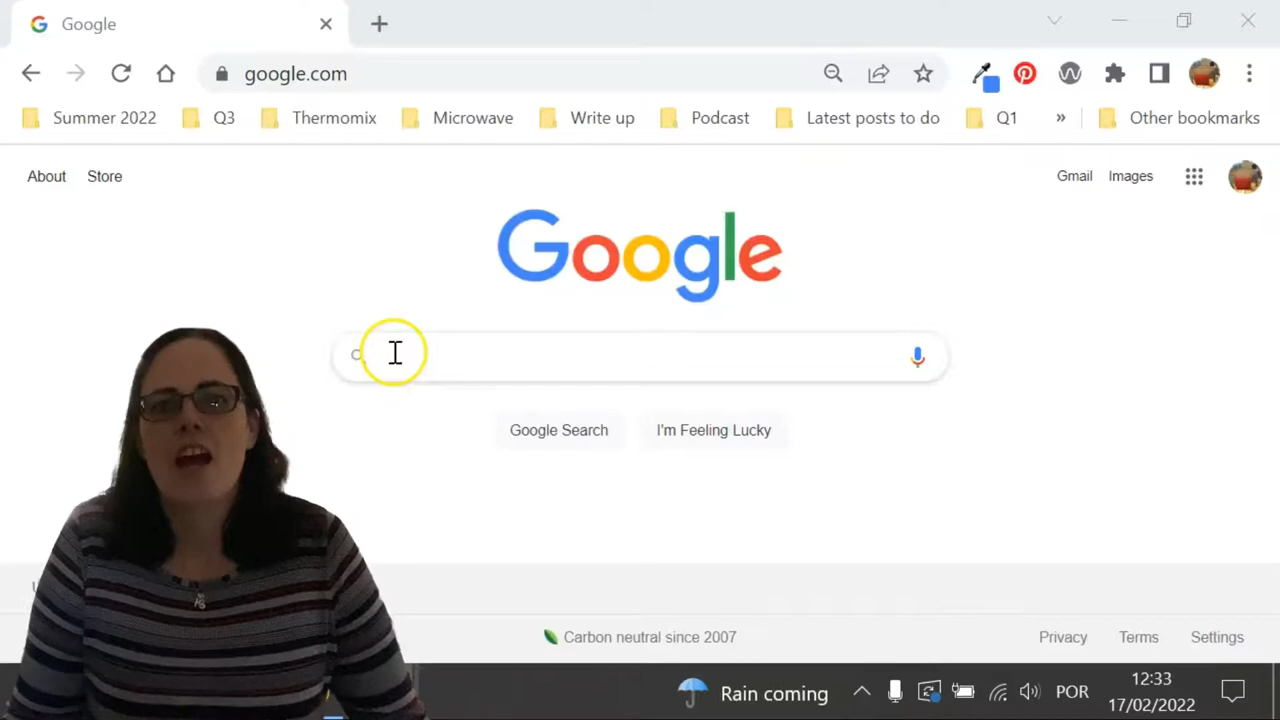 Google
google.com
Summer 2022 Q3 Thermomix Microwave Write up Podcast Latest posts to do Q1 » Other bookmarks
About Store Gmail Images
Google
Google Search I'm Feeling Lucky
Carbon neutral since 2007 Privacy Terms Settings
Rain coming POR 12:33
17/02/2022